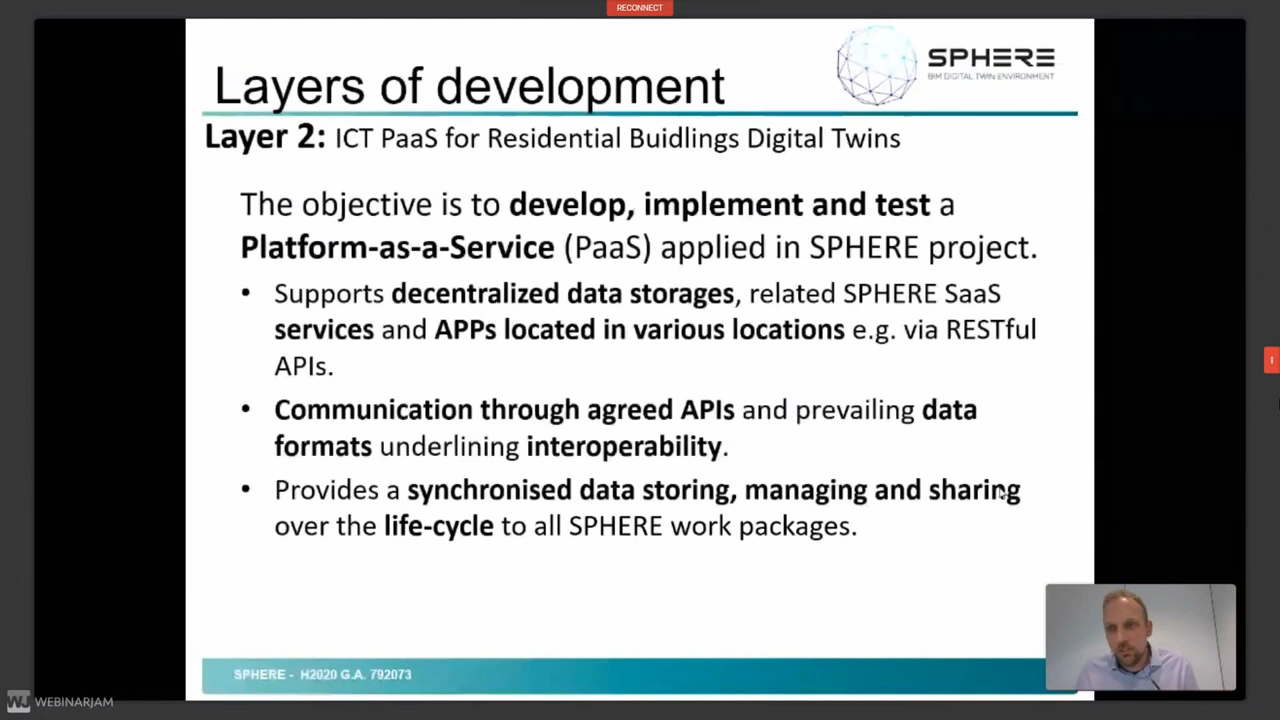 RECONNECT
SPHERE
BIM DIGITAL TWIN ENVIRONMENT
Layers of development
Layer 2: ICT PaaS for Residential Buidlings Digital Twins
The objective is to develop, implement and test a
Platform-as-a-Service (PaaS) applied in SPHERE project.
• Supports decentralized data storages, related SPHERE SaaS
services and APPs located in various locations e.g. via RESTful
APIs.
• Communication through agreed APIs and prevailing data
formats underlining interoperability.
• Provides a synchronised data storing, managing and sharing
over the life-cycle to all SPHERE work packages.
SPHERE - H2020 G.A. 792073
WJ WEBINARJAM